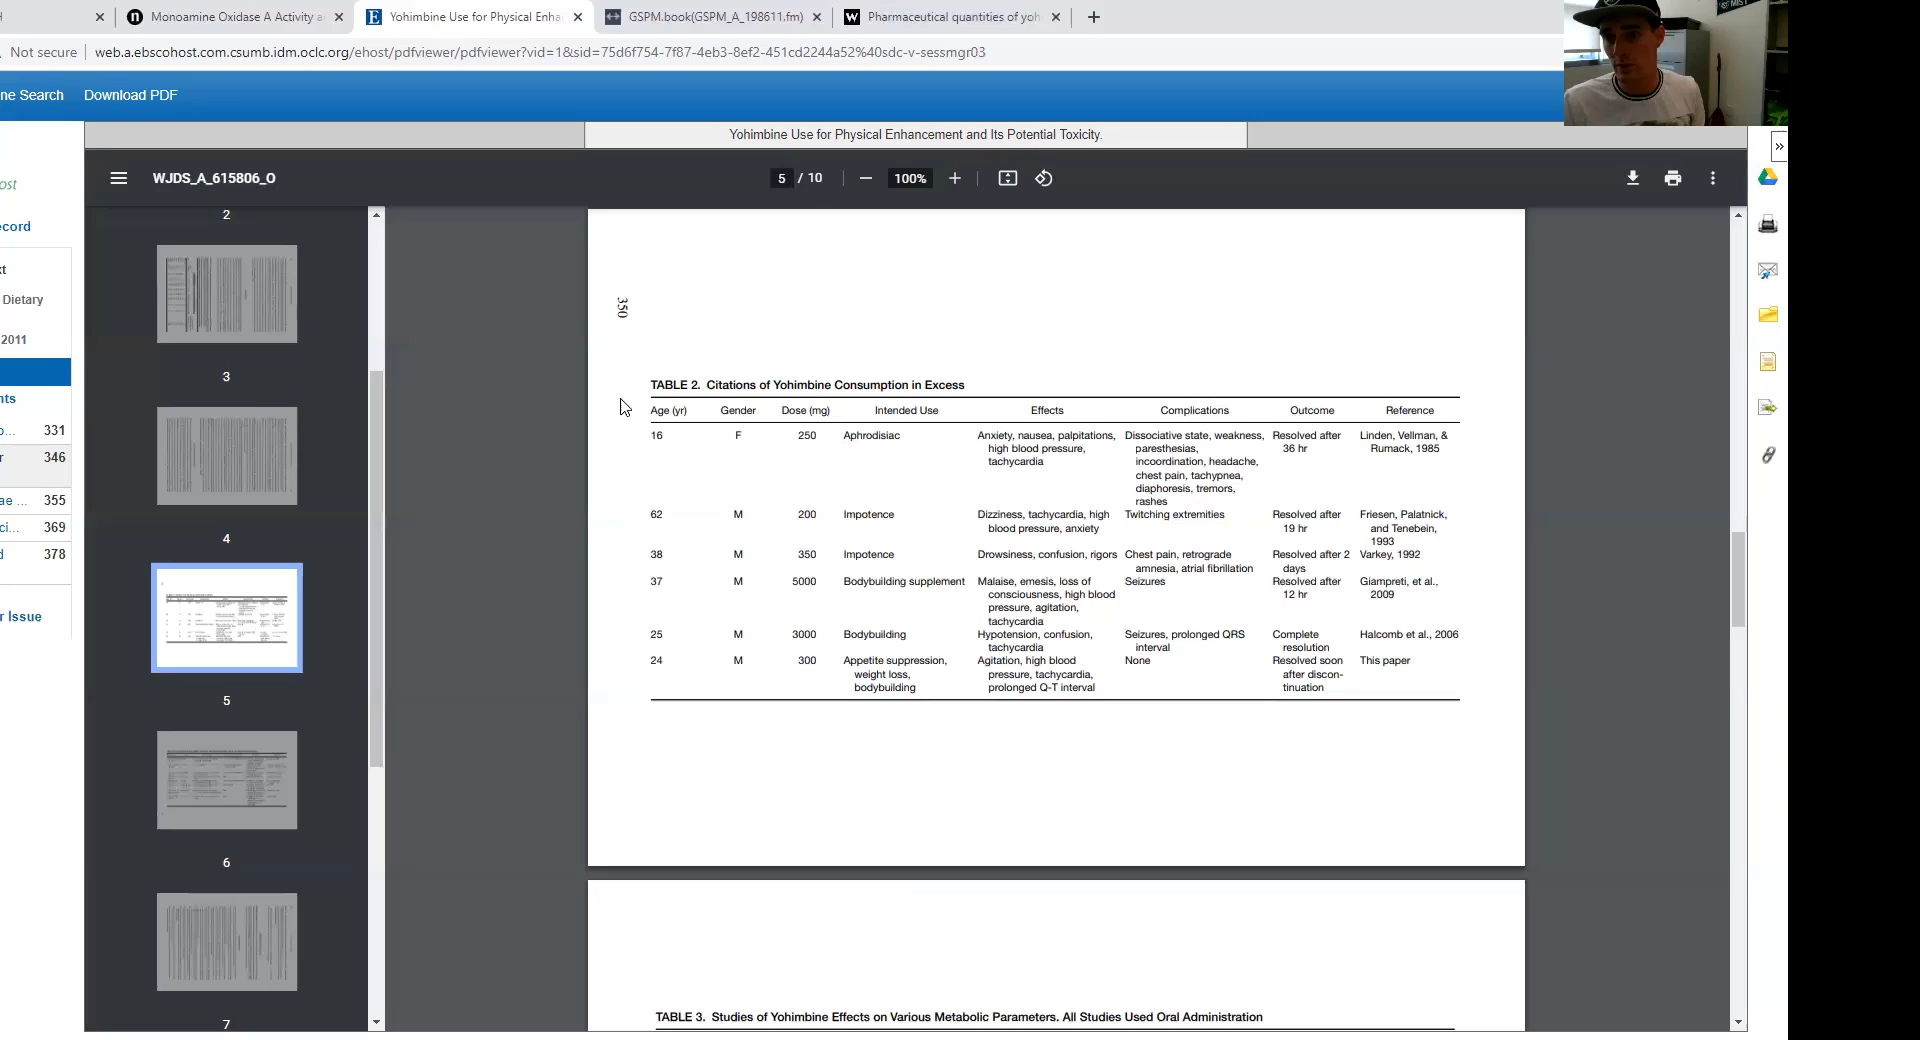 Monoamine Oxidase A Activity a
Yohimbine Use for Physical Enha
GSPM.book(GSPM_A_198611.fm)
Pharmaceutical quantities of yoh
Not secure
web.a.ebscohost.com.csumb.idm.oclc.org/ehost/pdfviewer/pdfviewer?vid=1&sid=75d6f754-7f87-4eb3-8ef2-451cd2244a52%40sdc-v-sessmgr03
ne Search Download PDF
Yohimbine Use for Physical Enhancement and Its Potential Toxicity.
WJDS_A_615806_O
5 / 10
100%
ost
ecord
xt
Dietary
2011
nts
o... 331
r 346
ae ... 355
ci... 369
d 378
r Issue
2
3
4
5
6
7
350
TABLE 2. Citations of Yohimbine Consumption in Excess
Age (yr) Gender Dose (mg) Intended Use Effects Complications Outcome Reference
16 F 250 Aphrodisiac Anxiety, nausea, palpitations, Dissociative state, weakness, Resolved after Linden, Vellman, &
high blood pressure, paresthesias, 36 hr Rumack, 1985
tachycardia incoordination, headache,
chest pain, tachypnea,
diaphoresis, tremors,
rashes
62 M 200 Impotence Dizziness, tachycardia, high Twitching extremities Resolved after Friesen, Palatnick,
blood pressure, anxiety 19 hr and Tenebein,
1993
38 M 350 Impotence Drowsiness, confusion, rigors Chest pain, retrograde Resolved after 2 Varkey, 1992
amnesia, atrial fibrillation days
37 M 5000 Bodybuilding supplement Malaise, emesis, loss of Seizures Resolved after Giampreti, et al.,
consciousness, high blood 12 hr 2009
pressure, agitation,
tachycardia
25 M 3000 Bodybuilding Hypotension, confusion, Seizures, prolonged QRS Complete Halcomb et al., 2006
tachycardia interval resolution
24 M 300 Appetite suppression, Agitation, high blood None Resolved soon This paper
weight loss, pressure, tachycardia, after discon-
bodybuilding prolonged Q-T interval tinuation
TABLE 3. Studies of Yohimbine Effects on Various Metabolic Parameters. All Studies Used Oral Administration